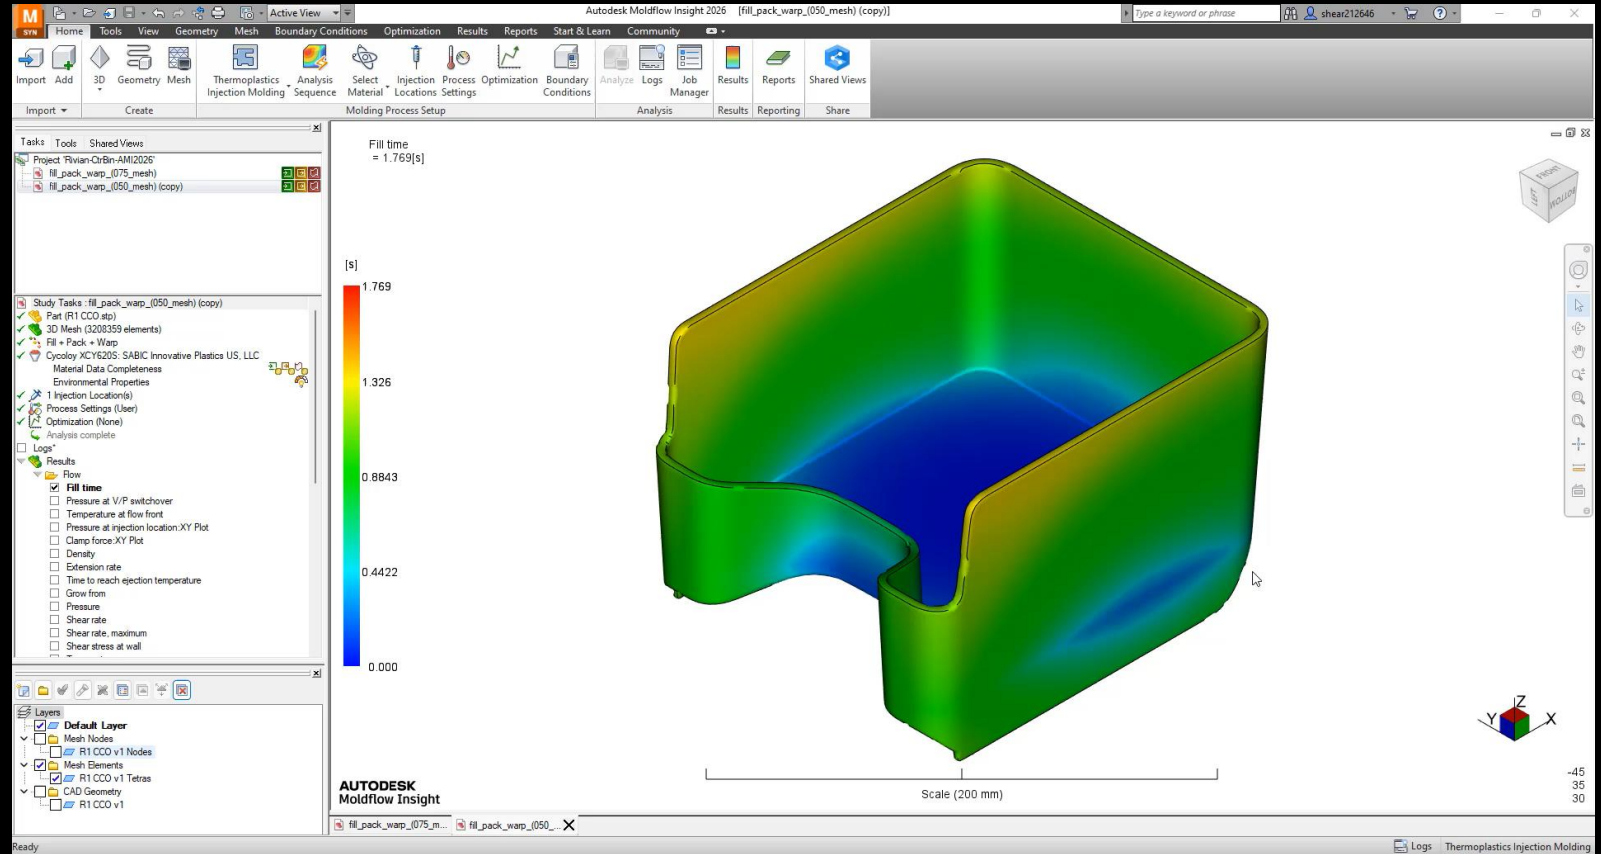 M
SYN
Active View
Autodesk Moldflow Insight 2026 [fill_pack_warp_(050_mesh) (copy)]
Type a keyword or phrase
shear212646
Home Tools View Geometry Mesh Boundary Conditions Optimization Results Reports Start & Learn Community
Import Add 3D Geometry Mesh Thermoplastics Injection Molding Analysis Sequence Select Material Injection Locations Process Settings Optimization Boundary Conditions Analyze Logs Job Manager Results Reports Shared Views
Import Create Molding Process Setup Analysis Results Reporting Share
Tasks Tools Shared Views
Project 'Rivian-CtrBin-AMI2026'
fill_pack_warp_(075_mesh)
fill_pack_warp_(050_mesh) (copy)
Study Tasks : fill_pack_warp_(050_mesh) (copy)
Part (R1 CCO.stp)
3D Mesh (3208359 elements)
Fill + Pack + Warp
Cycoloy XCY620S: SABIC Innovative Plastics US, LLC
Material Data Completeness
Environmental Properties
1 Injection Location(s)
Process Settings (User)
Optimization (None)
Analysis complete
Logs*
Results
Flow
Fill time
Pressure at V/P switchover
Temperature at flow front
Pressure at injection location:XY Plot
Clamp force:XY Plot
Density
Extension rate
Time to reach ejection temperature
Grow from
Pressure
Shear rate
Shear rate, maximum
Shear stress at wall
Layers
Default Layer
Mesh Nodes
R1 CCO v1 Nodes
Mesh Elements
R1 CCO v1 Tetras
CAD Geometry
R1 CCO v1
Fill time
= 1.769[s]
[s]
1.769
1.326
0.8843
0.4422
0.000
FRONT
LEFT
BOTTOM
Z
Y X
-45
35
30
AUTODESK
Moldflow Insight
Scale (200 mm)
fill_pack_warp_(075_m... fill_pack_warp_(050_...
Ready
Logs Thermoplastics Injection Molding